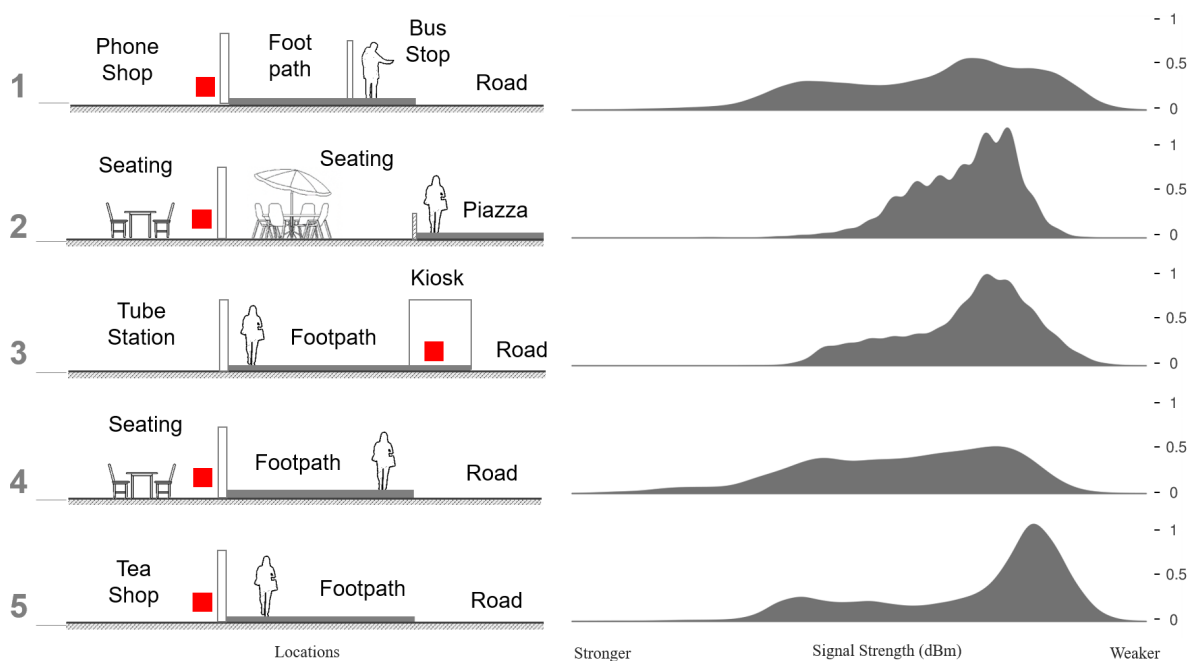 1
Phone
Shop
Foot
path
Bus
Stop
Road
1
0.5
0
2
Seating
Seating
Piazza
1
0.5
0
3
Tube
Station
Footpath
Kiosk
Road
1
0.5
0
4
Seating
Footpath
Road
1
0.5
0
5
Tea
Shop
Footpath
Road
1
0.5
0
Locations
Stronger
Signal Strength (dBm)
Weaker